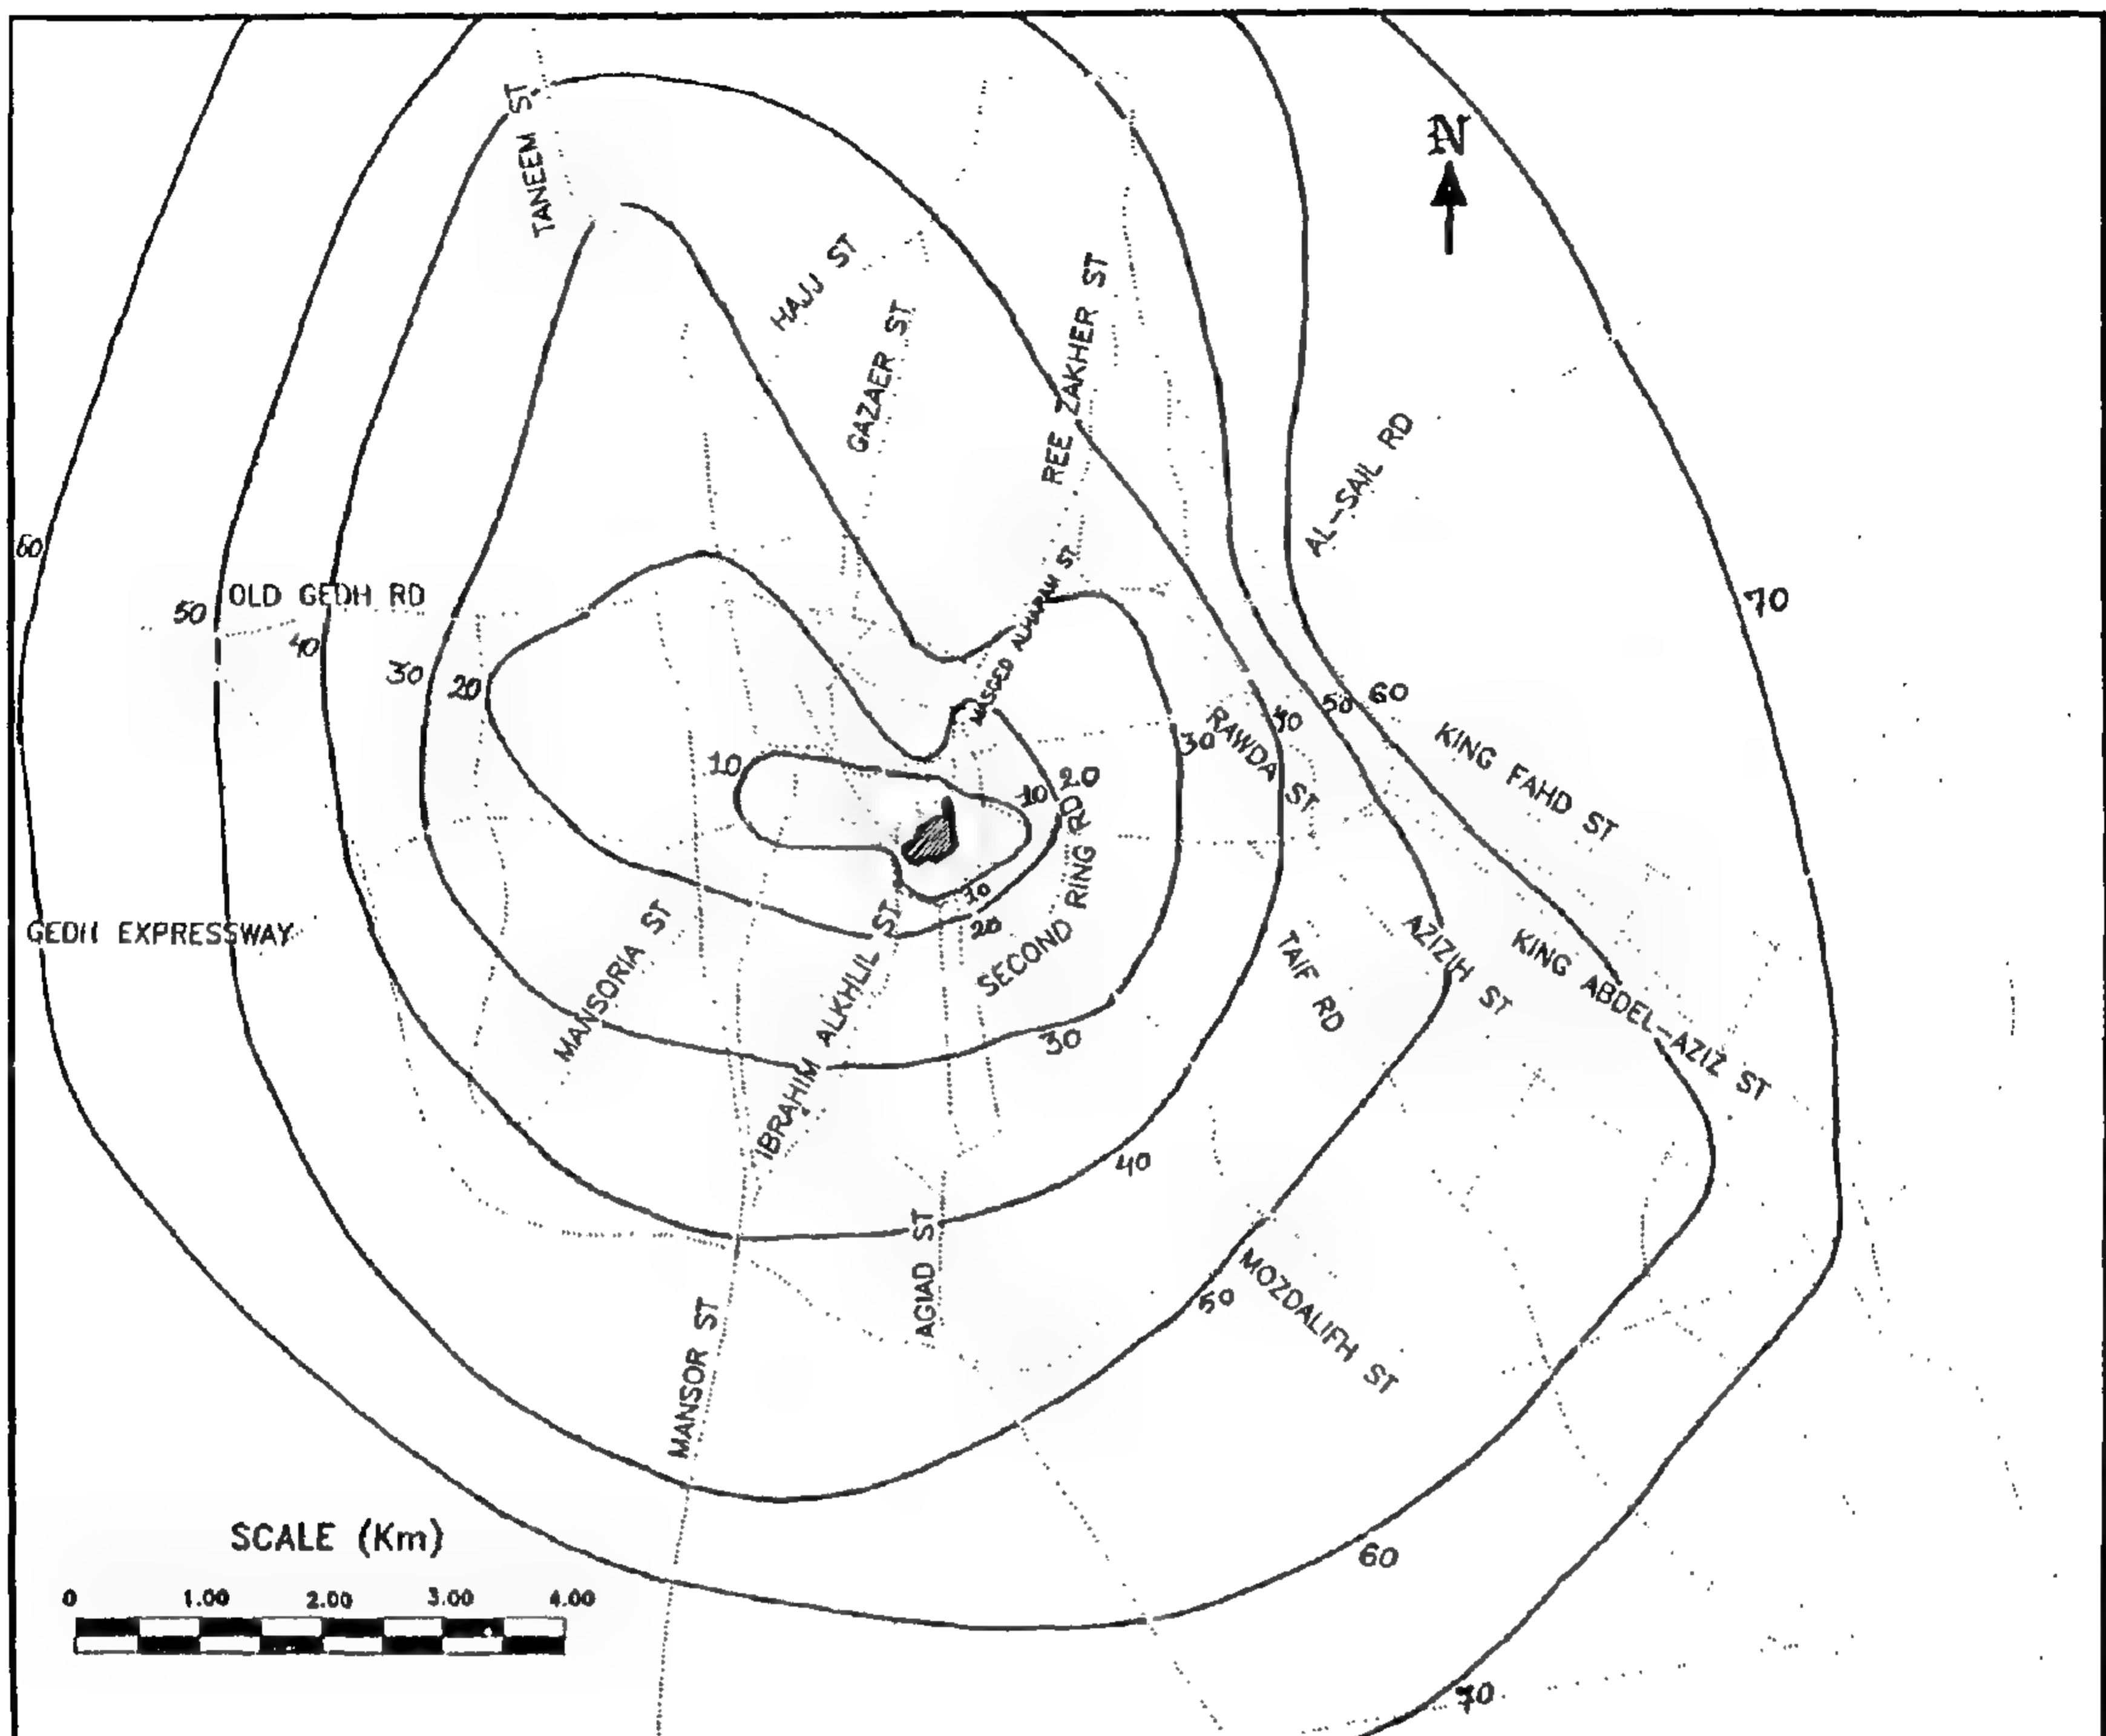 TANEEM ST
N
HAJJ ST
GAZAER ST
REE ZAKHER ST
AL-SAIL RD
60
OLD GEDH RD
50
40
30
20
MASGED ALHARAM ST
70
10
10
20
30
RAWDA ST
40
50
60
KING FAHD ST
SECOND RING RD
10
20
GEDH EXPRESSWAY
MANSORIA ST
IBRAHIM ALKHLIL ST
TAIF RD
AZIZIH ST
KING ABDEL-AZIZ ST
30
40
AGIAD ST
MANSOR ST
50
MOZDALIFH ST
60
70
SCALE (Km)
0 1.00 2.00 3.00 4.00